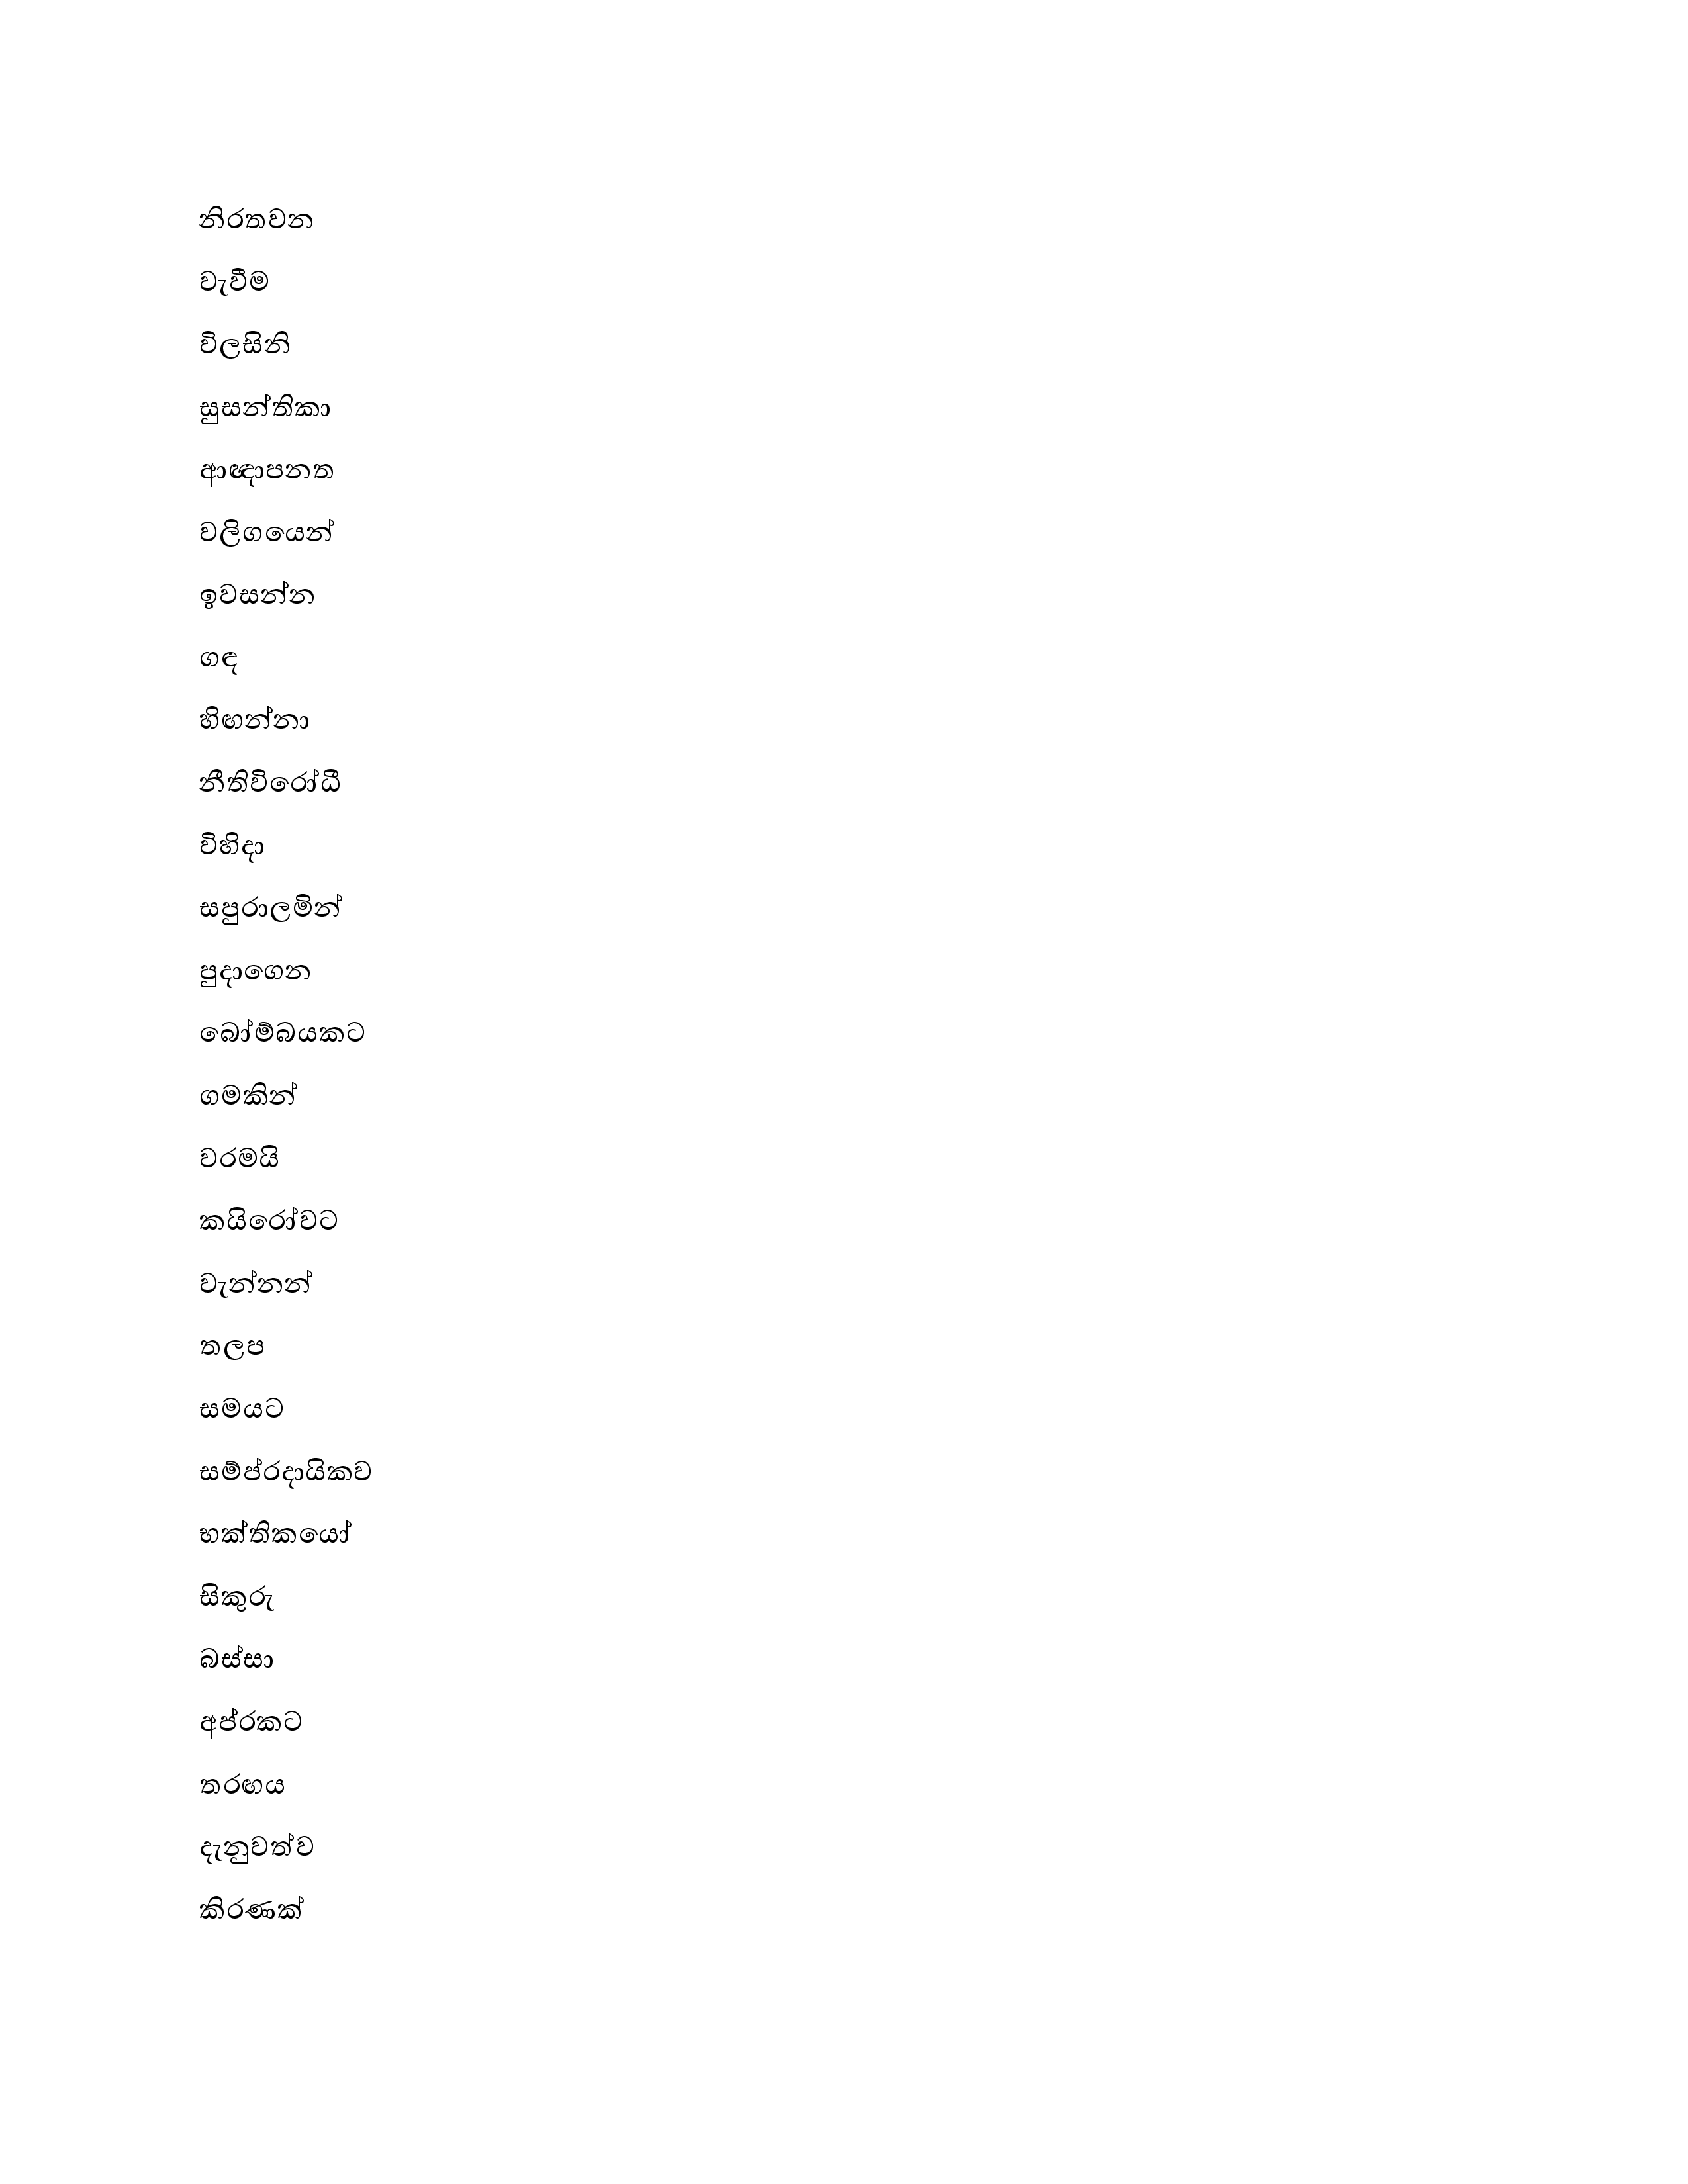 නිරතවන
වැවීම
විලසිනි
සුසන්තිකා
ආඥාපනත
වලිගයෙන්
ඉවසන්න
ගඳ
හිඟන්නා
නීතිවිරෝධී
විහිදා
සපුරාලමින්
පුදාගෙන
බෝම්බයකට
ගමකින්
වරමයි
කයිරෝවට
වැන්නන්
තලප
සමයට
සම්ප්රදායිකව
භක්තිකයෝ
සිකුරු
බස්සා
අප්රකට
තරඟය
දැනුවත්ව
කිරණක්